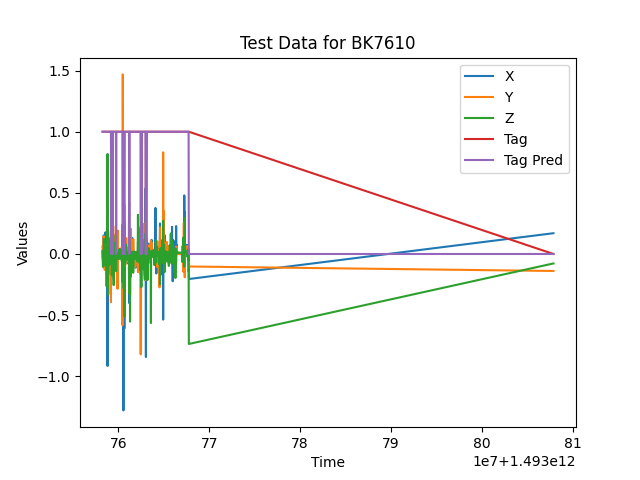 Test Data for BK7610
1.5
1.0
0.5
0.0
−0.5
−1.0
Values
X
Y
Z
Tag
Tag Pred
76
77
78
79
80
81
Time
1e7+1.493e12